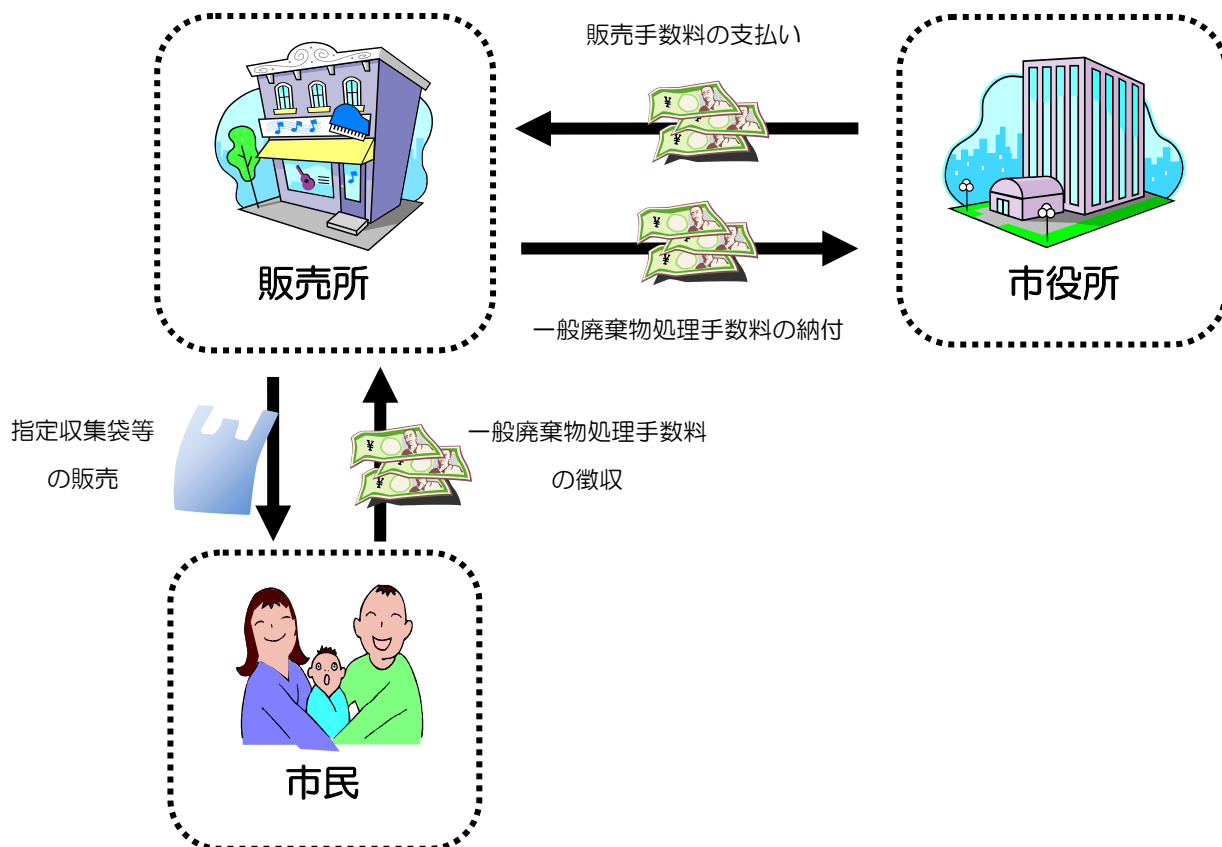 販売手数料の支払い
販売所
市役所
一般廃棄物処理手数料の納付
指定収集袋等
の販売
一般廃棄物処理手数料
の徴収
市民